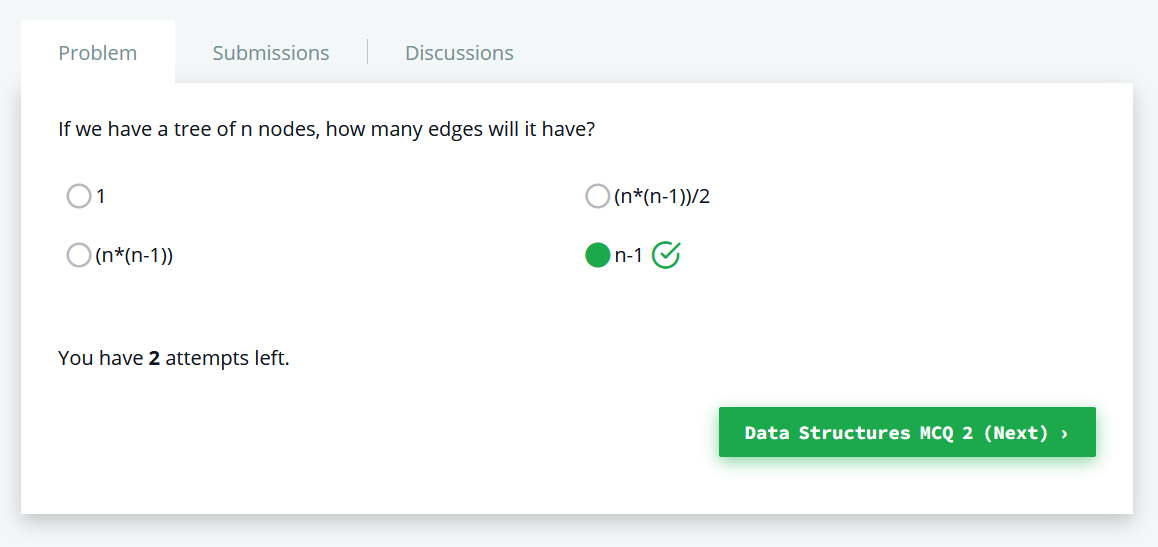 Problem
Submissions
Discussions
If we have a tree of n nodes, how many edges will it have?
1
(n*(n-1))/2
(n*(n-1))
n-1
You have 2 attempts left.
Data Structures MCQ 2 (Next) ›